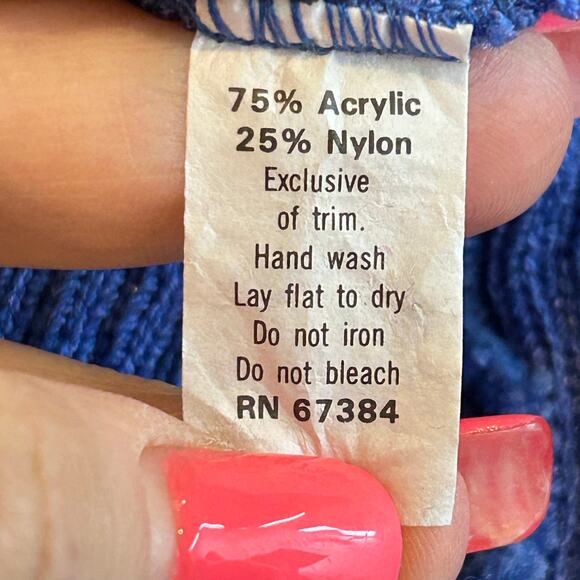 75% Acrylic
25% Nylon
Exclusive
of trim.
Hand wash
Lay flat to dry
Do not iron
Do not bleach
RN 67384